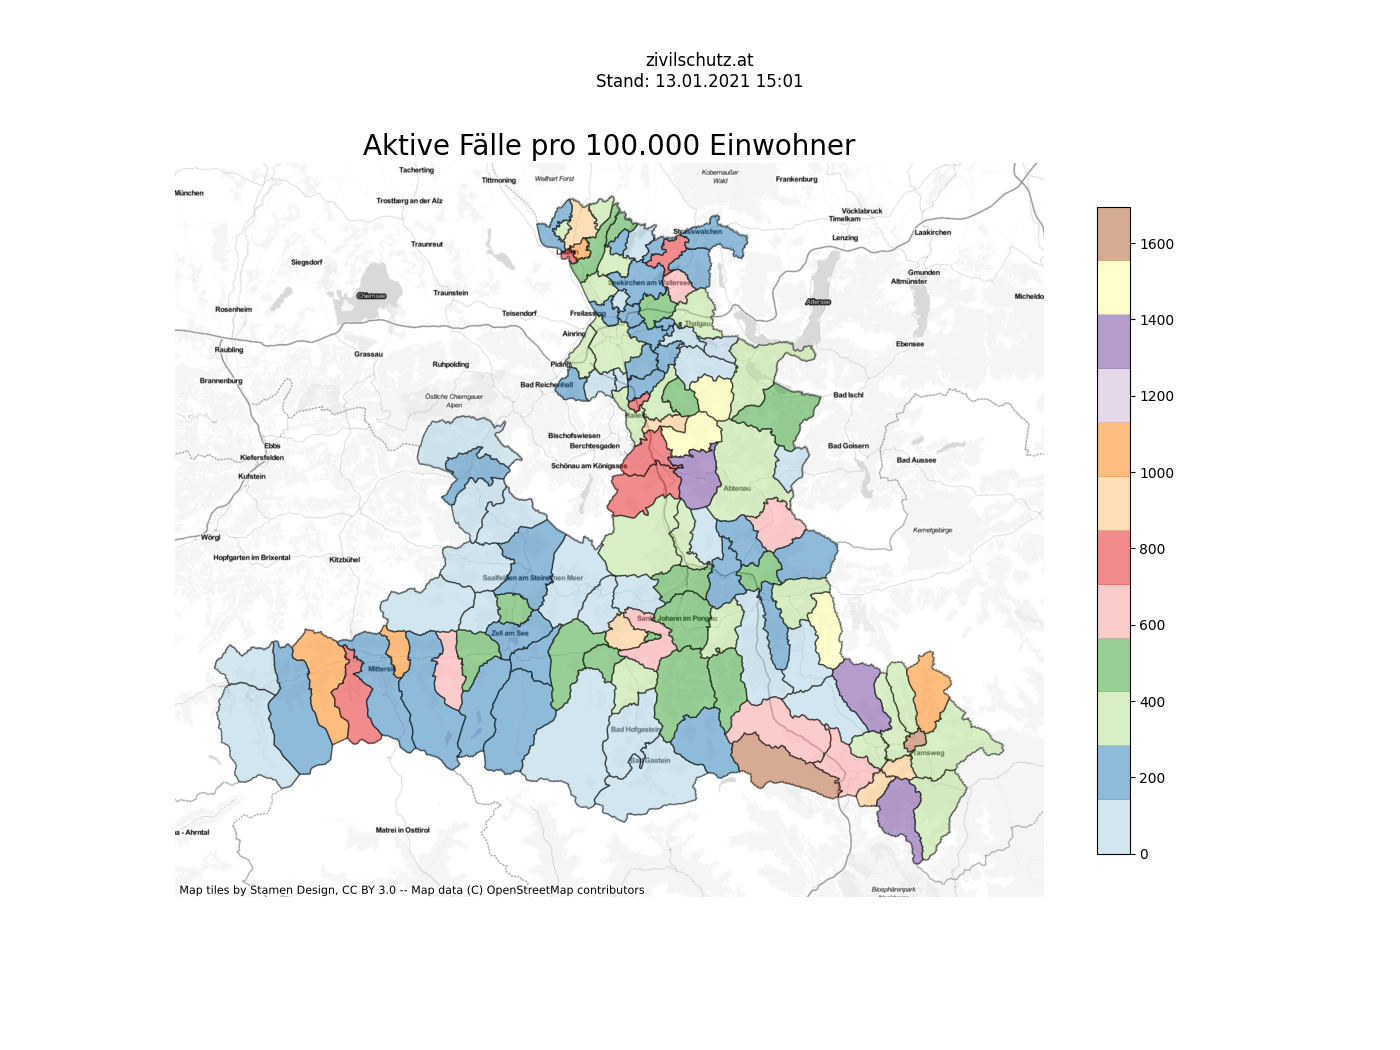 zivilschutz.at
Stand: 13.01.2021 15:01
Aktive Fälle pro 100.000 Einwohner
Tacherting
Tittmoning
Weilhart Forst
Kobernaußer
Wald
Frankenburg
München
Trostberg an der Alz
Vöcklabruck
Timelkam
Laakirchen
Lenzing
Strasswalchen
Traunreut
Siegsdorf
Gmunden
Altmünster
Seekirchen am Wallersee
Chiemsee
Traunstein
Attersee
Micheldo
Rosenheim
Teisendorf
Freilassing
Thalgau
Ainring
Ebensee
Raubling
Grassau
Ruhpolding
Piding
Brannenburg
Bad Reichenhall
Bad Ischl
Östliche Chiemgauer
Alpen
Hallein
Bischofswiesen
Berchtesgaden
Bad Goisern
Ebbs
Kiefersfelden
Schönau am Königssee
Bad Aussee
Kufstein
Abtenau
Kemetgebirge
Wörgl
Hopfgarten im Brixental
Kitzbühel
Saalfelden am Steinernen Meer
Sankt Johann im Pongau
Zell am See
Mittersill
Bad Hofgastein
Bad Gastein
Tamsweg
Matrei in Osttirol
a - Ahrntal
Biosphärenpark
Map tiles by Stamen Design, CC BY 3.0 -- Map data (C) OpenStreetMap contributors
1600
1400
1200
1000
800
600
400
200
0